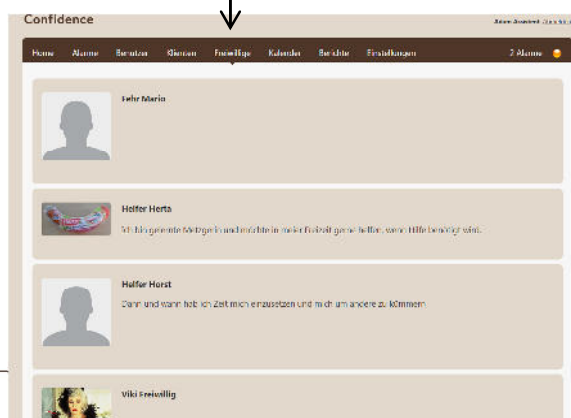 Confidence
Home Alarme Benutzer Klienten Freiwillige Kalender Berichte Einstellungen 2 Alarme
Fehr Mario
Helfer Herta
Ich bin gelernte Metzgerin und möchte in meier Freizeit gerne helfen, wenn Hilfe benötigt wird.
Helfer Horst
Dann und wann hab ich Zeit mich einzusetzen und mich um andere zu kümmern
Viki Freiwillig